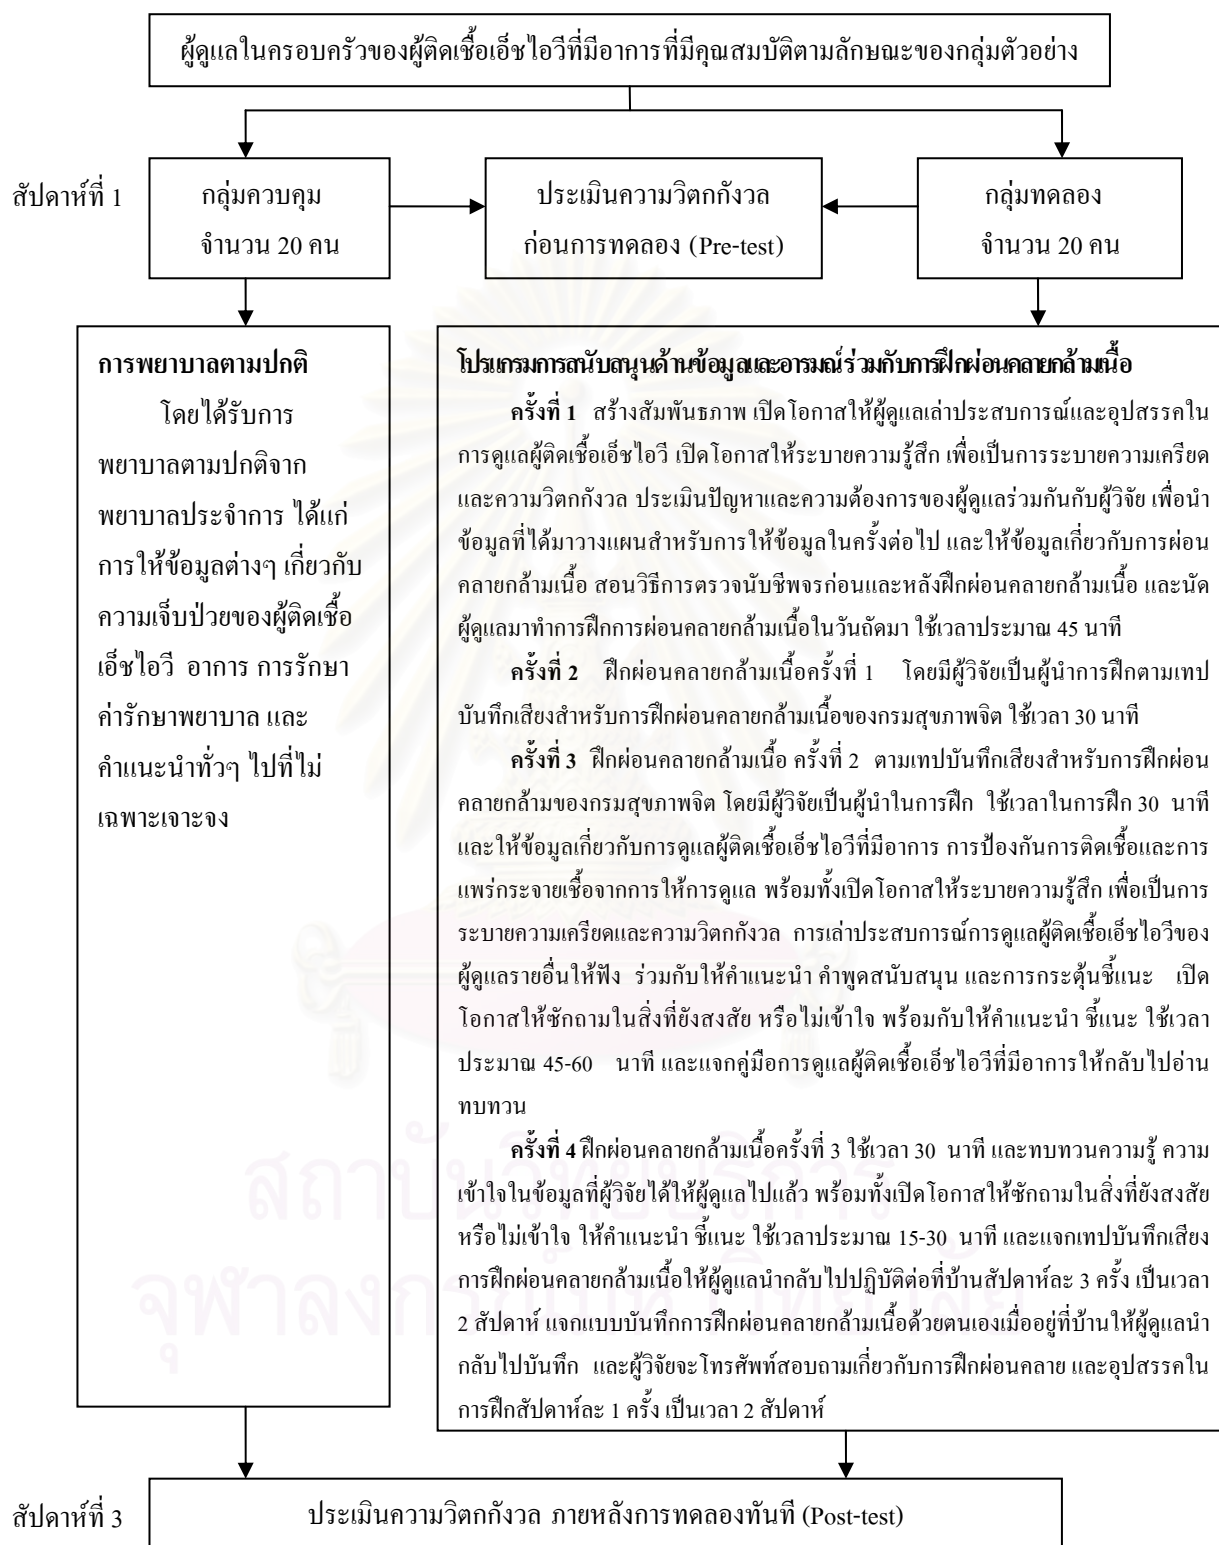 ผู้ดูแลในครอบครัวของผู้ติดเชื้อเอ็ชไอวีที่มีอาการที่มีคุณสมบัติตามลักษณะของกลุ่มตัวอย่าง
สัปดาห์ที่ 1
กลุ่มควบคุม
จำนวน 20 คน
ประเมินความวิตกกังวล
ก่อนการทดลอง (Pre-test)
กลุ่มทดลอง
จำนวน 20 คน
การพยาบาลตามปกติ
โดยได้รับการ
พยาบาลตามปกติจาก
พยาบาลประจำการ ได้แก่
การให้ข้อมูลต่างๆ เกี่ยวกับ
ความเจ็บป่วยของผู้ติดเชื้อ
เอ็ชไอวี อาการ การรักษา
ค่ารักษาพยาบาล และ
คำแนะนำทั่วๆ ไปที่ไม่
เฉพาะเจาะจง
โปรแกรมการสนับสนุนด้านข้อมูลและอารมณ์ร่วมกับการฝึกผ่อนคลายกล้ามเนื้อ
ครั้งที่ 1 สร้างสัมพันธภาพ เปิดโอกาสให้ผู้ดูแลเล่าประสบการณ์และอุปสรรคใน
การดูแลผู้ติดเชื้อเอ็ชไอวี เปิดโอกาสให้ระบายความรู้สึก เพื่อเป็นการระบายความเครียด
และความวิตกกังวล ประเมินปัญหาและความต้องการของผู้ดูแลร่วมกันกับผู้วิจัย เพื่อนำ
ข้อมูลที่ได้มาวางแผนสำหรับการให้ข้อมูลในครั้งต่อไป และให้ข้อมูลเกี่ยวกับการผ่อน
คลายกล้ามเนื้อ สอนวิธีการตรวจนับชีพจรก่อนและหลังฝึกผ่อนคลายกล้ามเนื้อ และนัด
ผู้ดูแลมาทำการฝึกการผ่อนคลายกล้ามเนื้อในวันถัดมา ใช้เวลาประมาณ 45 นาที
ครั้งที่ 2 ฝึกผ่อนคลายกล้ามเนื้อครั้งที่ 1 โดยมีผู้วิจัยเป็นผู้นำการฝึกตามเทป
บันทึกเสียงสำหรับการฝึกผ่อนคลายกล้ามเนื้อของกรมสุขภาพจิต ใช้เวลา 30 นาที
ครั้งที่ 3 ฝึกผ่อนคลายกล้ามเนื้อ ครั้งที่ 2 ตามเทปบันทึกเสียงสำหรับการฝึกผ่อน
คลายกล้ามของกรมสุขภาพจิต โดยมีผู้วิจัยเป็นผู้นำในการฝึก ใช้เวลาในการฝึก 30 นาที
และให้ข้อมูลเกี่ยวกับการดูแลผู้ติดเชื้อเอ็ชไอวีที่มีอาการ การป้องกันการติดเชื้อและการ
แพร่กระจายเชื้อจากการให้การดูแล พร้อมทั้งเปิดโอกาสให้ระบายความรู้สึก เพื่อเป็นการ
ระบายความเครียดและความวิตกกังวล การเล่าประสบการณ์การดูแลผู้ติดเชื้อเอ็ชไอวีของ
ผู้ดูแลรายอื่นให้ฟัง ร่วมกับให้คำแนะนำ คำพูดสนับสนุน และการกระตุ้นชี้แนะ เปิด
โอกาสให้ซักถามในสิ่งที่ยังสงสัย หรือไม่เข้าใจ พร้อมกับให้คำแนะนำ ชี้แนะ ใช้เวลา
ประมาณ 45-60 นาที และแจกคู่มือการดูแลผู้ติดเชื้อเอ็ชไอวีที่มีอาการให้กลับไปอ่าน
ทบทวน
ครั้งที่ 4 ฝึกผ่อนคลายกล้ามเนื้อครั้งที่ 3 ใช้เวลา 30 นาที และทบทวนความรู้ ความ
เข้าใจในข้อมูลที่ผู้วิจัยได้ให้ผู้ดูแลไปแล้ว พร้อมทั้งเปิดโอกาสให้ซักถามในสิ่งที่ยังสงสัย
หรือไม่เข้าใจ ให้คำแนะนำ ชี้แนะ ใช้เวลาประมาณ 15-30 นาที และแจกเทปบันทึกเสียง
การฝึกผ่อนคลายกล้ามเนื้อให้ผู้ดูแลนำกลับไปปฏิบัติต่อที่บ้านสัปดาห์ละ 3 ครั้ง เป็นเวลา
2 สัปดาห์ แจกแบบบันทึกการฝึกผ่อนคลายกล้ามเนื้อด้วยตนเองเมื่ออยู่ที่บ้านให้ผู้ดูแลนำ
กลับไปบันทึก และผู้วิจัยจะโทรศัพท์สอบถามเกี่ยวกับการฝึกผ่อนคลาย และอุปสรรคใน
การฝึกสัปดาห์ละ 1 ครั้ง เป็นเวลา 2 สัปดาห์
สถาบันวิทยบริการ
จุฬาลงกรณ์มหาวิทยาลัย
สัปดาห์ที่ 3
ประเมินความวิตกกังวล ภายหลังการทดลองทันที (Post-test)